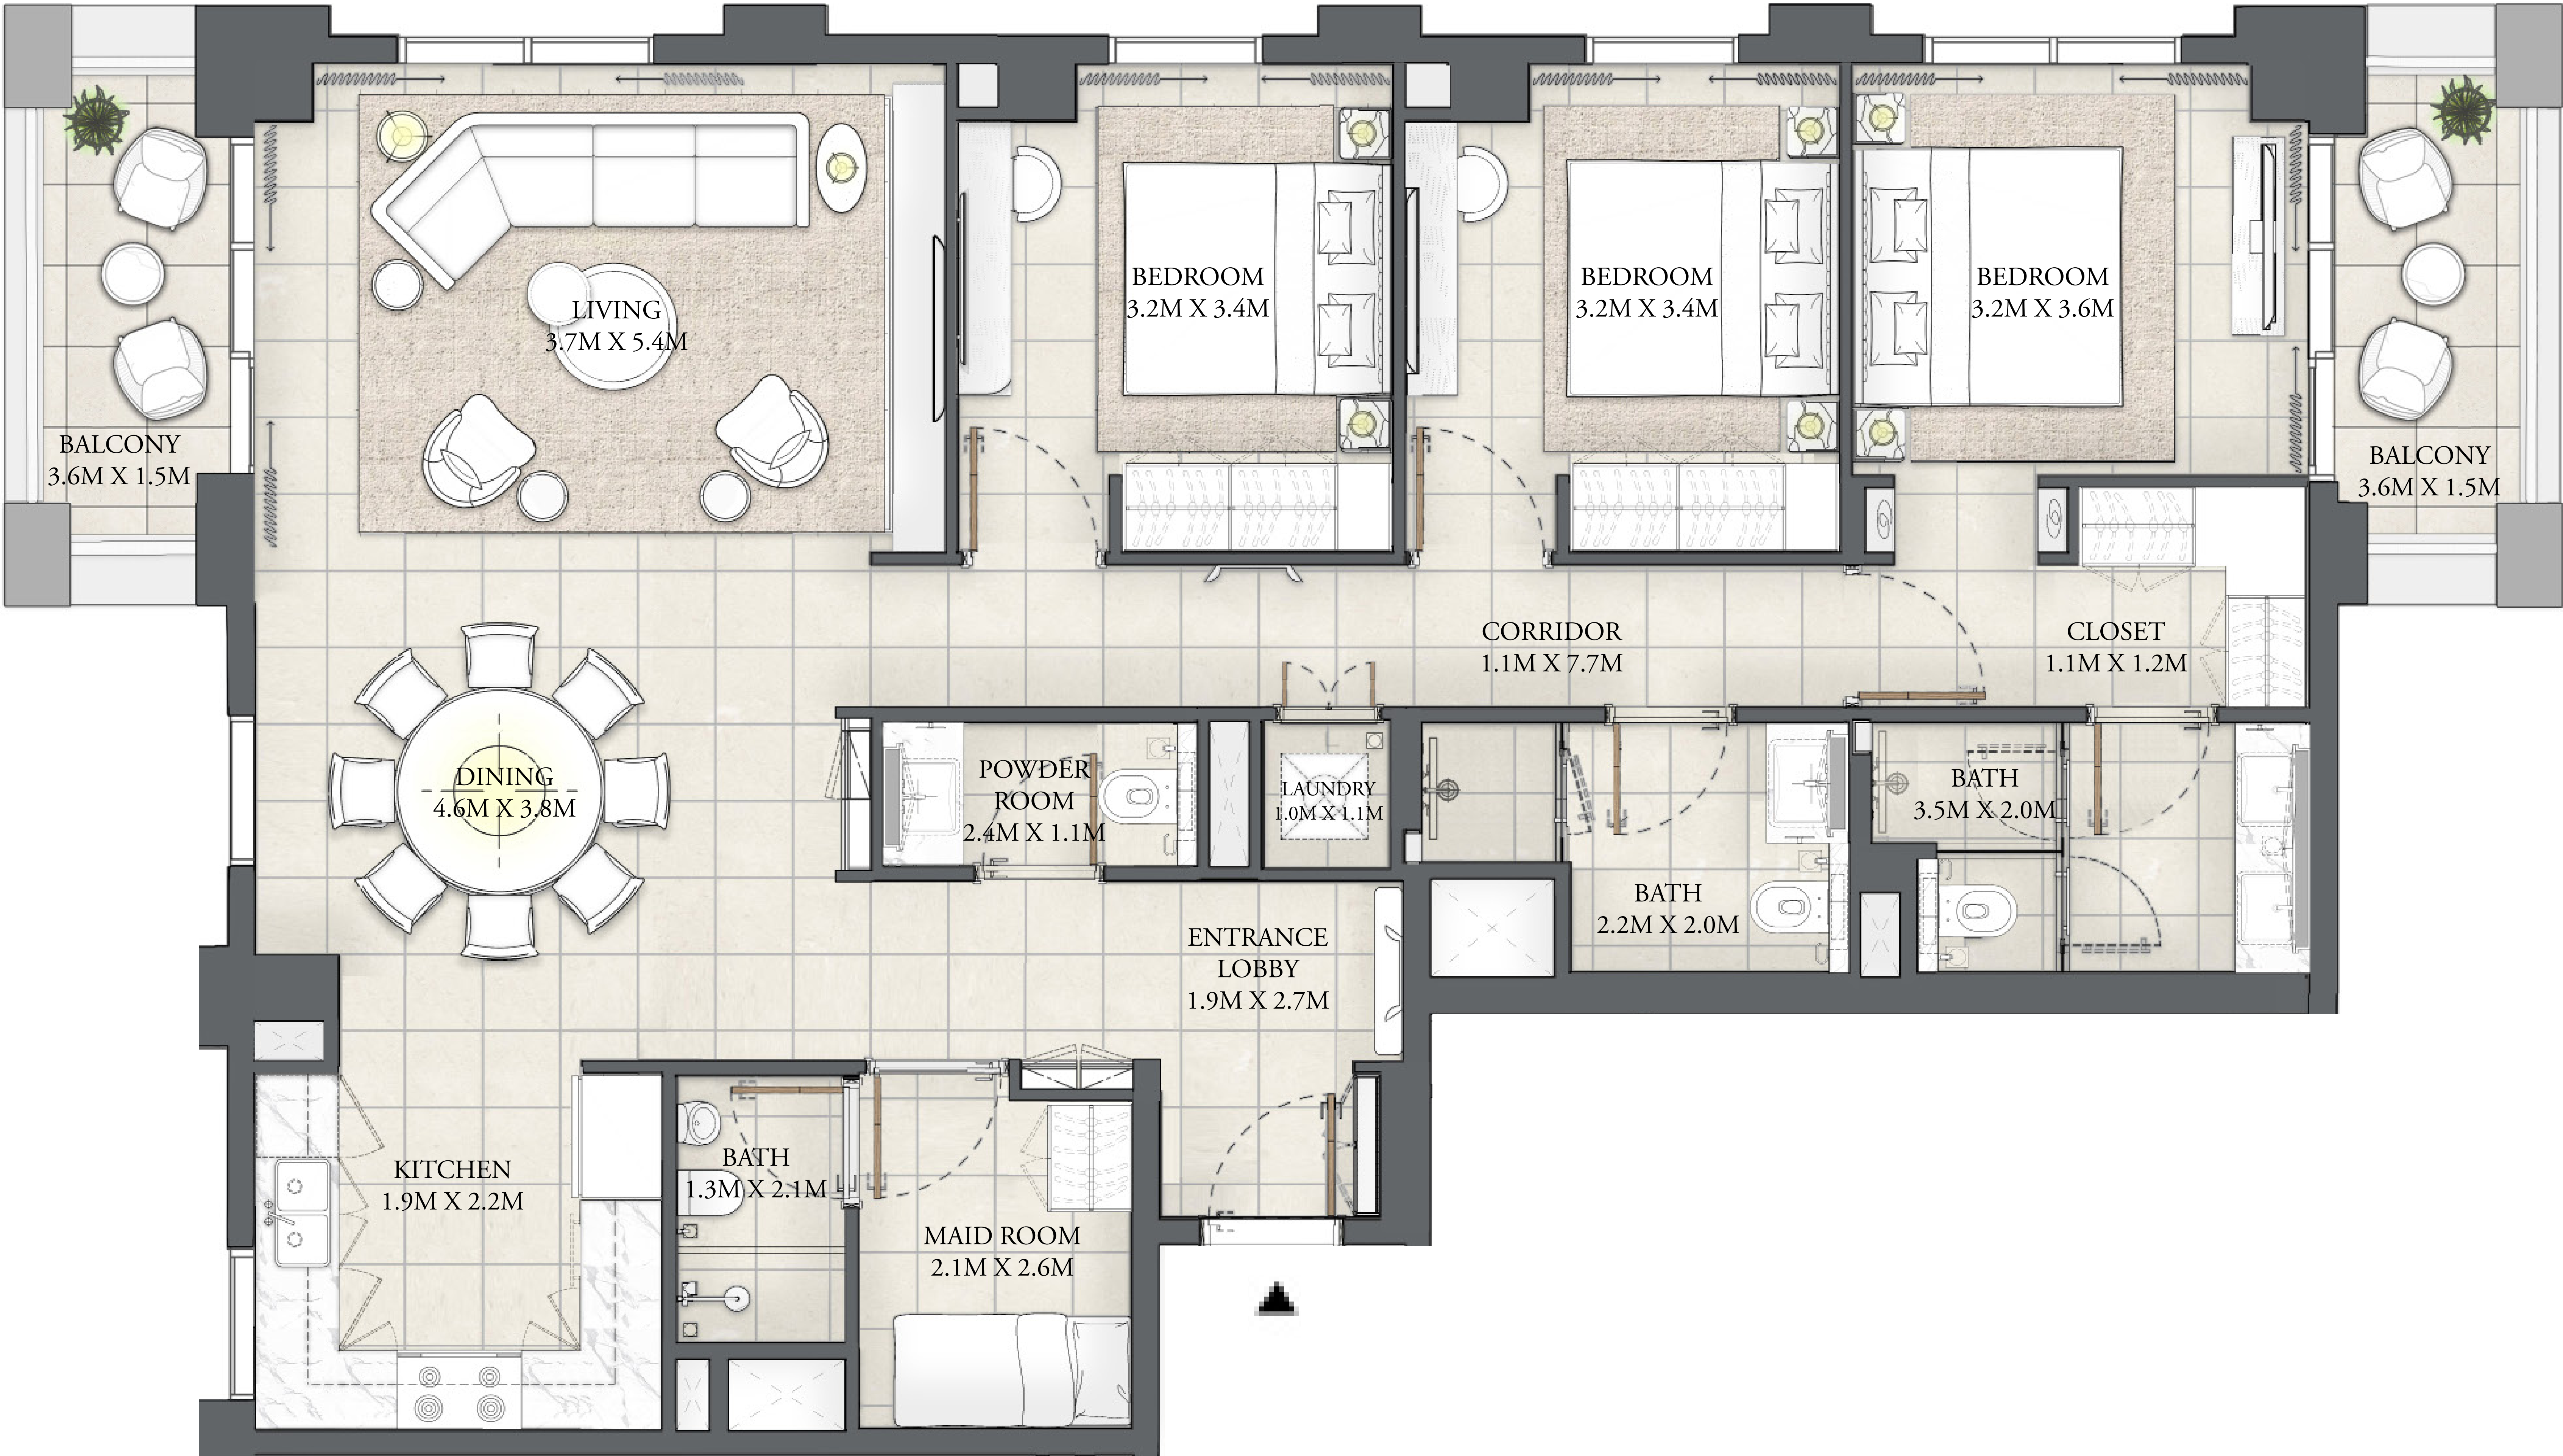 LIVING
3.7M X 5.4M
BEDROOM
3.2M X 3.4M
BEDROOM
3.2M X 3.4M
BEDROOM
3.2M X 3.6M
BALCONY
3.6M X 1.5M
BALCONY
3.6M X 1.5M
CORRIDOR
1.1M X 7.7M
CLOSET
1.1M X 1.2M
DINING
4.6M X 3.8M
POWDER
ROOM
2.4M X 1.1M
LAUNDRY
1.0M X 1.1M
BATH
2.2M X 2.0M
BATH
3.5M X 2.0M
ENTRANCE
LOBBY
1.9M X 2.7M
KITCHEN
1.9M X 2.2M
BATH
1.3M X 2.1M
MAID ROOM
2.1M X 2.6M